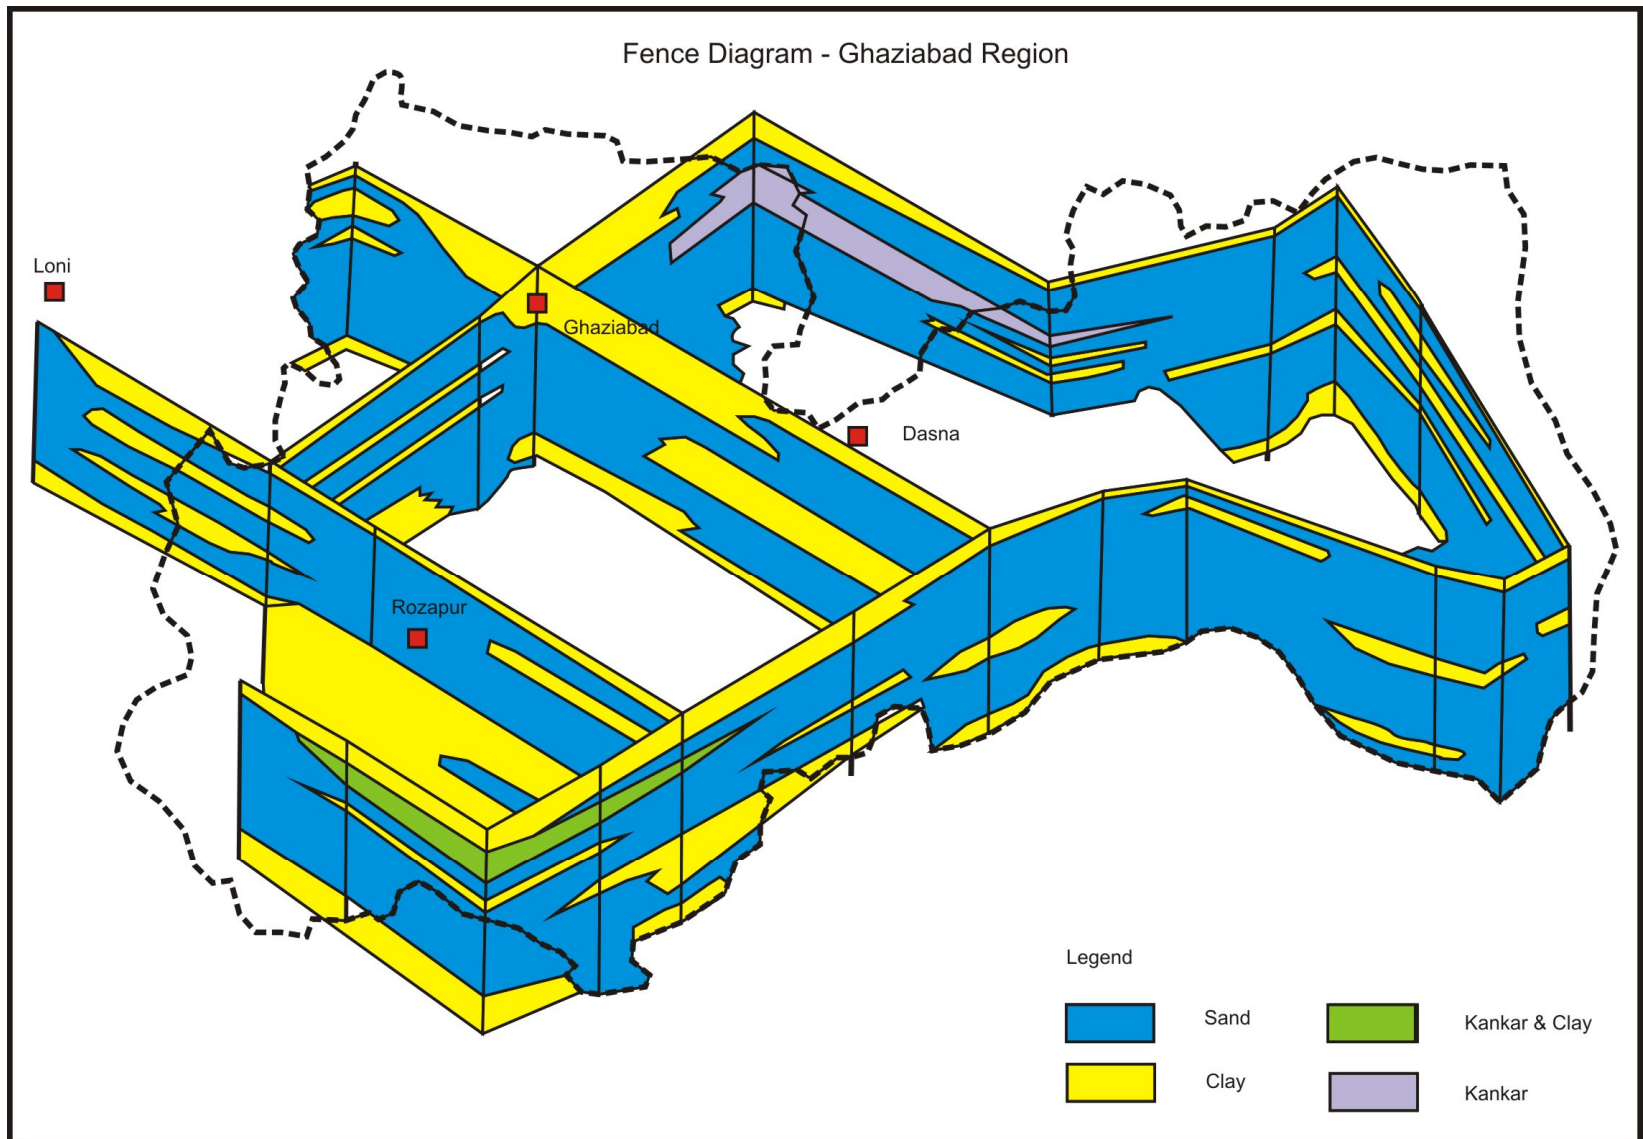 Fence Diagram - Ghaziabad Region
Loni
Ghaziabad
Dasna
Rozapur
Legend
Sand
Kankar & Clay
Clay
Kankar